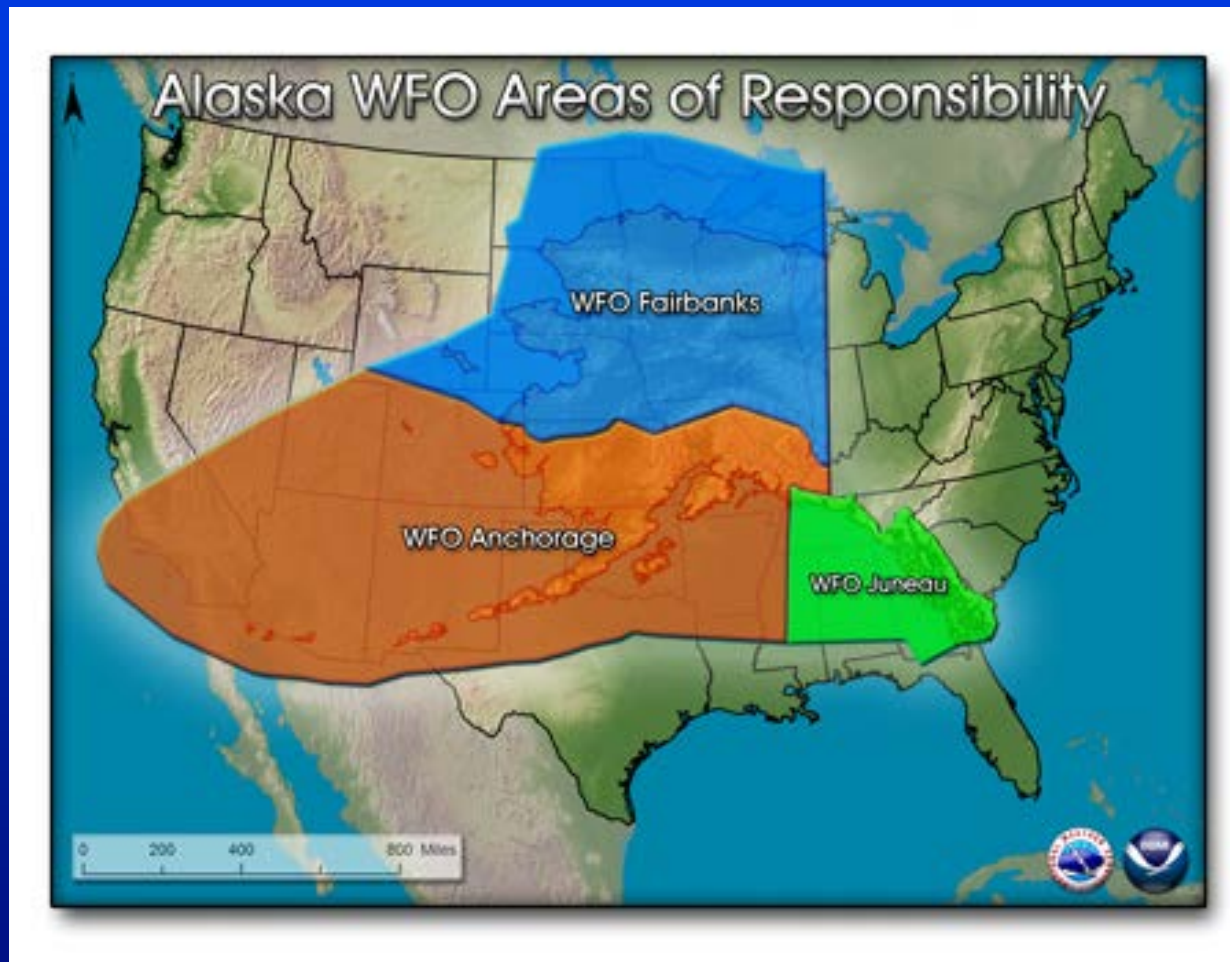 Alaska WFO Areas of Responsibility
WFO Fairbanks
WFO Anchorage
WFO Juneau
0 200 400 800 Miles